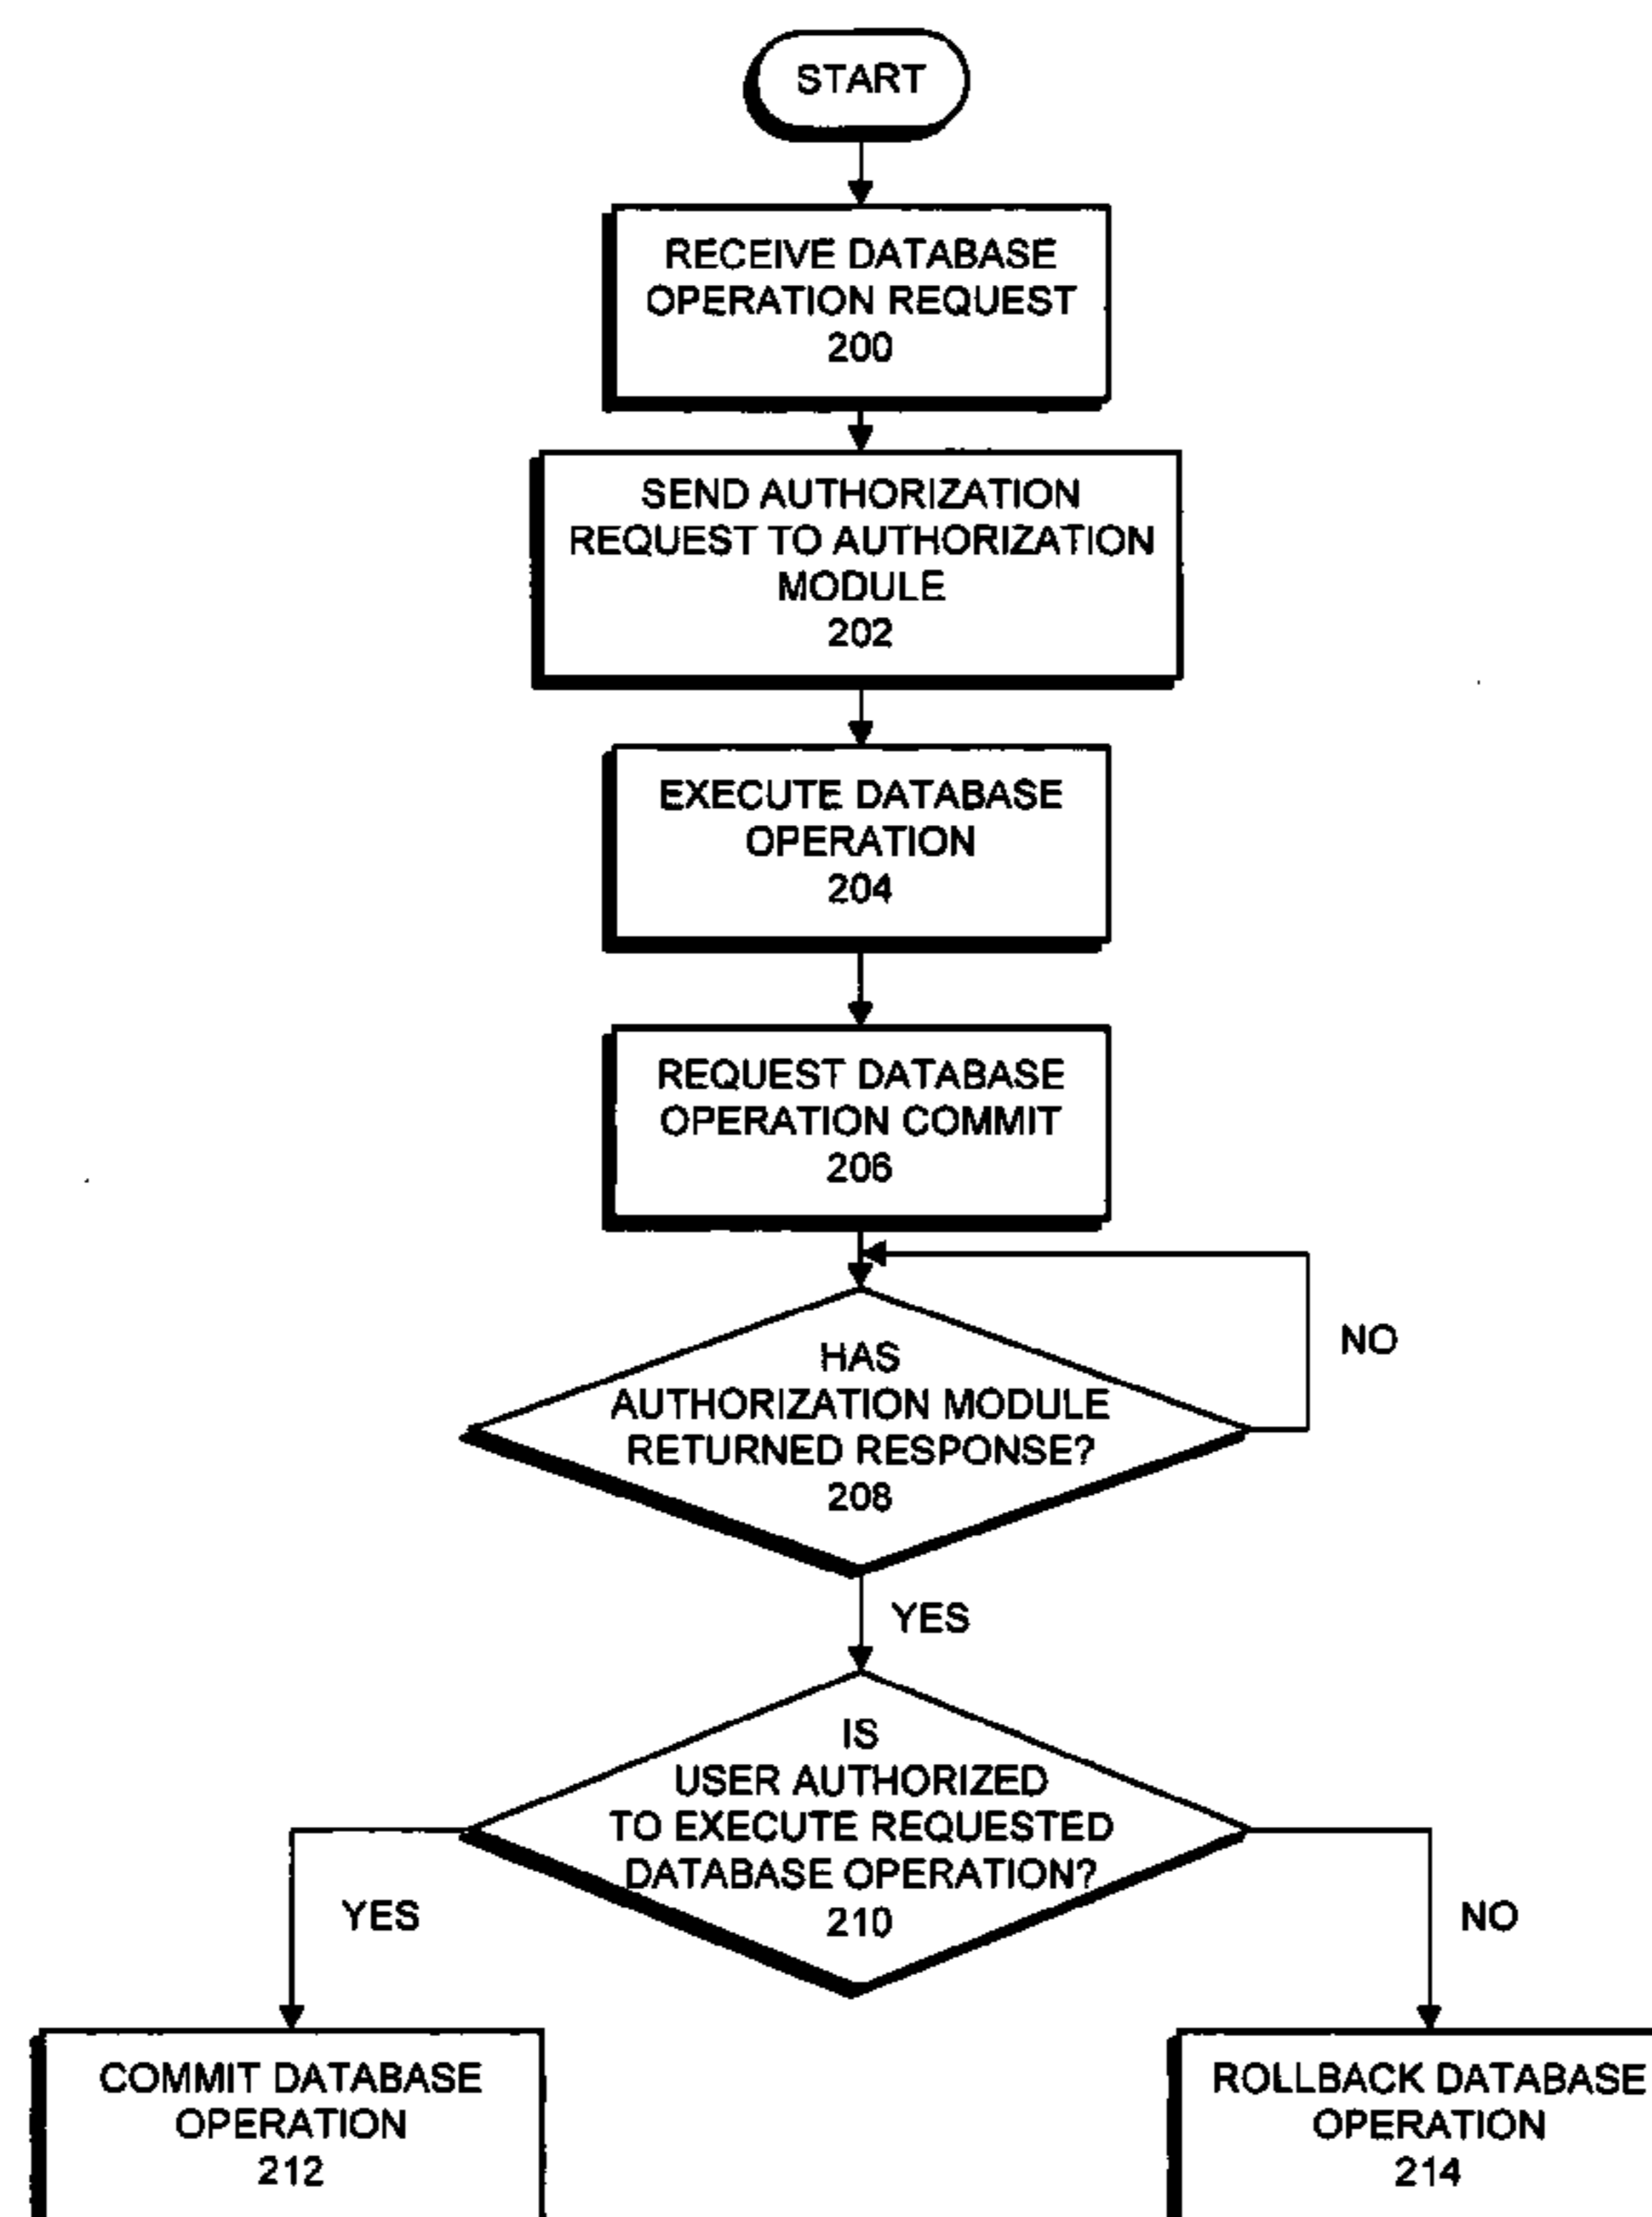 START
RECEIVE DATABASE
OPERATION REQUEST
200
SEND AUTHORIZATION
REQUEST TO AUTHORIZATION
MODULE
202
EXECUTE DATABASE
OPERATION
204
REQUEST DATABASE
OPERATION COMMIT
206
NO
HAS
AUTHORIZATION MODULE
RETURNED RESPONSE?
208
YES
IS
USER AUTHORIZED
TO EXECUTE REQUESTED
DATABASE OPERATION?
210
YES
NO
COMMIT DATABASE
OPERATION
212
ROLLBACK DATABASE
OPERATION
214